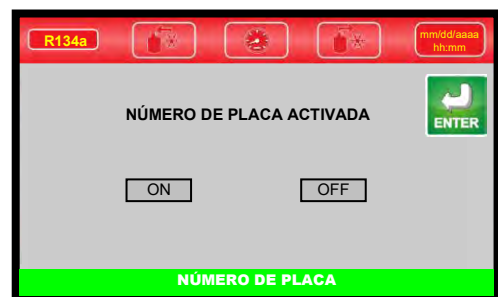 R134a
mm/dd/aaaa
hh:mm
NÚMERO DE PLACA ACTIVADA
ENTER
ON OFF
NÚMERO DE PLACA